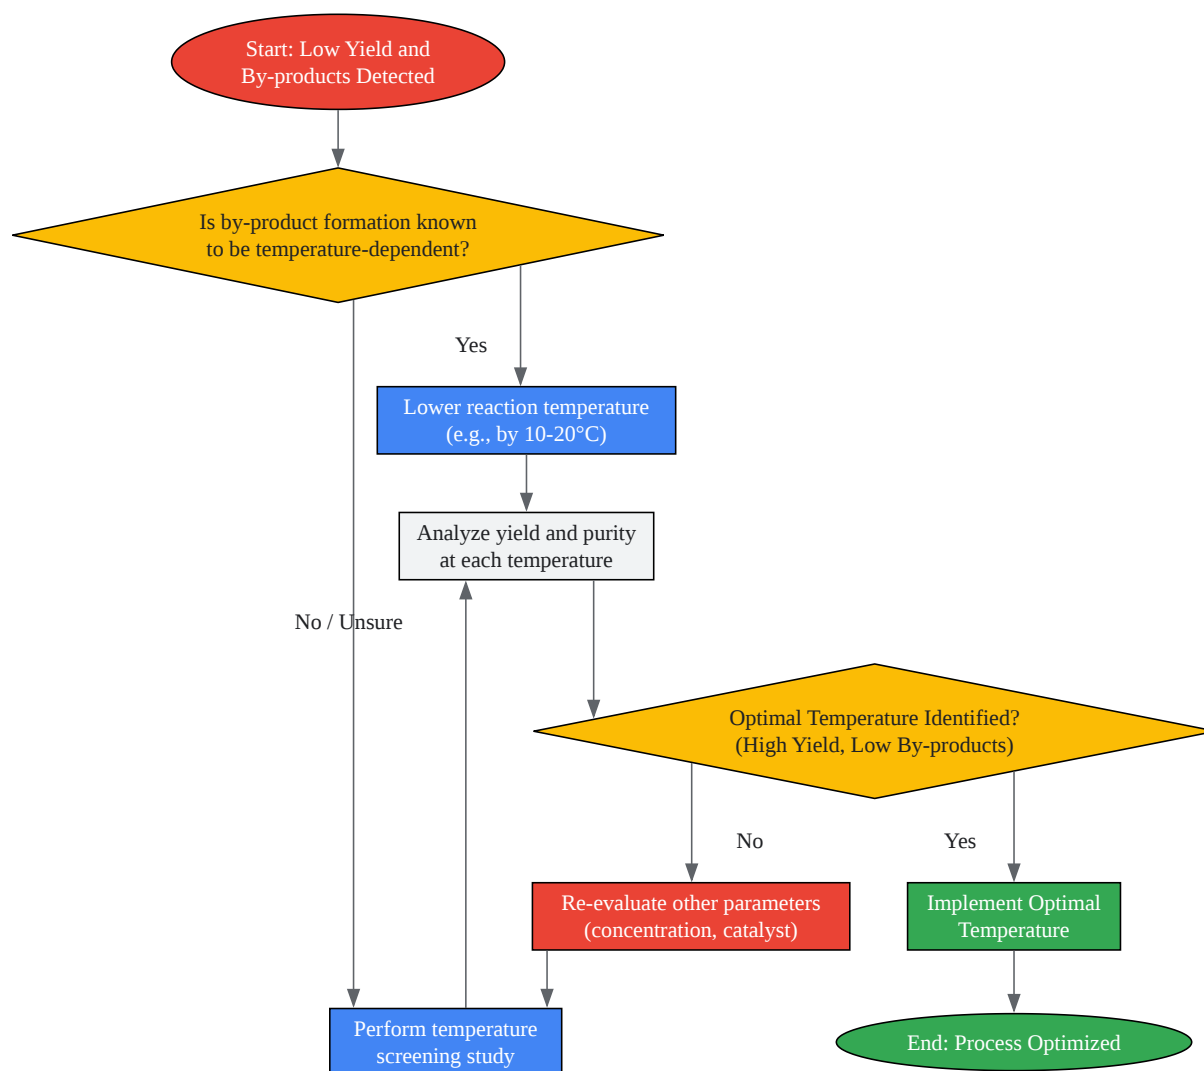 Start: Low Yield and
By-products Detected
Is by-product formation known
to be temperature-dependent?
Yes
Lower reaction temperature
(e.g., by 10-20°C)
Analyze yield and purity
at each temperature
No / Unsure
Optimal Temperature Identified?
(High Yield, Low By-products)
No
Yes
Re-evaluate other parameters
(concentration, catalyst)
Implement Optimal
Temperature
Perform temperature
screening study
End: Process Optimized